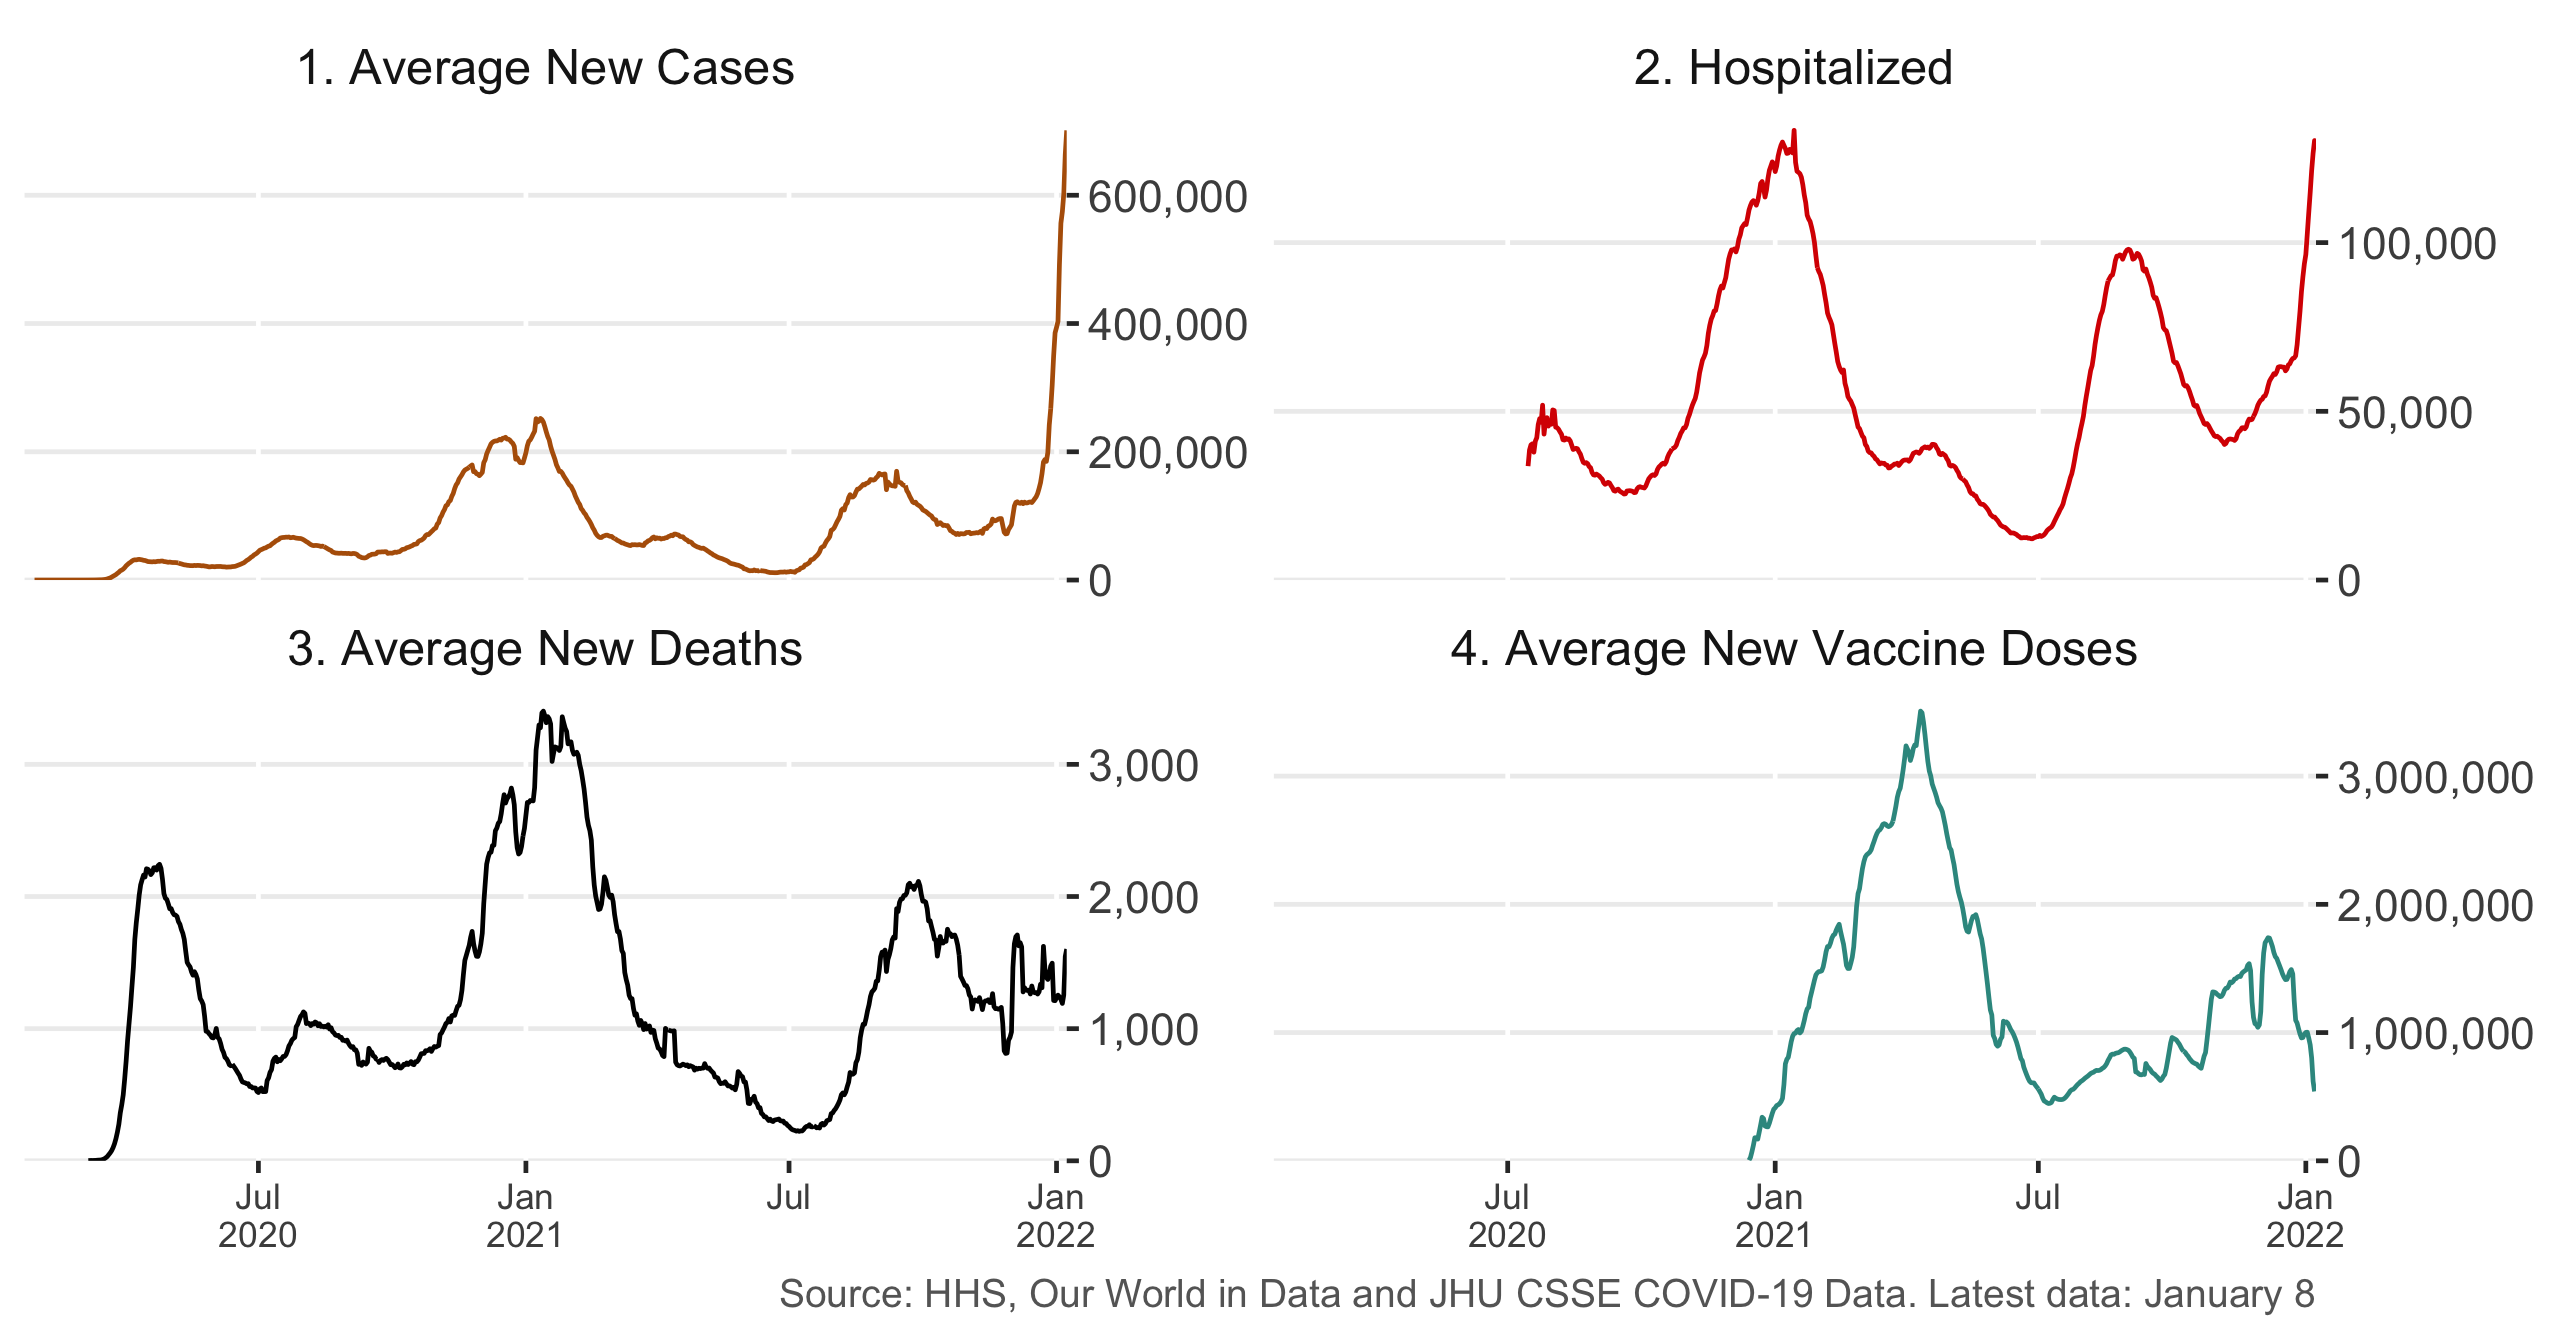 1. Average New Cases
600,000
400,000
200,000
0
2. Hospitalized
100,000
50,000
0
3. Average New Deaths
3,000
2,000
1,000
0
Jul
2020
Jan
2021
Jul
Jan
2022
4. Average New Vaccine Doses
3,000,000
2,000,000
1,000,000
0
Jul
2020
Jan
2021
Jul
Jan
2022
Source: HHS, Our World in Data and JHU CSSE COVID-19 Data. Latest data: January 8